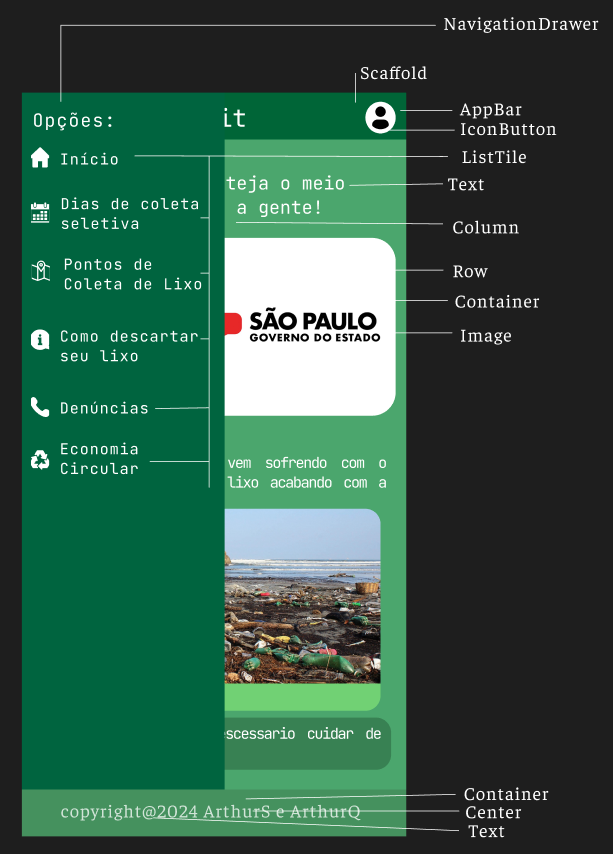 NavigationDrawer
Scaffold
Opções:
it
AppBar
IconButton
Início
ListTile
teja o meio
Text
Dias de coleta
seletiva
a gente!
Column
Pontos de
Coleta de Lixo
Row
Container
SÃO PAULO
GOVERNO DO ESTADO
Image
Como descartar
seu lixo
Denúncias
Economia
Circular
vem sofrendo com o
lixo acabando com a
escessario cuidar de
Container
copyright@2024 ArthurS e ArthurQ
Center
Text